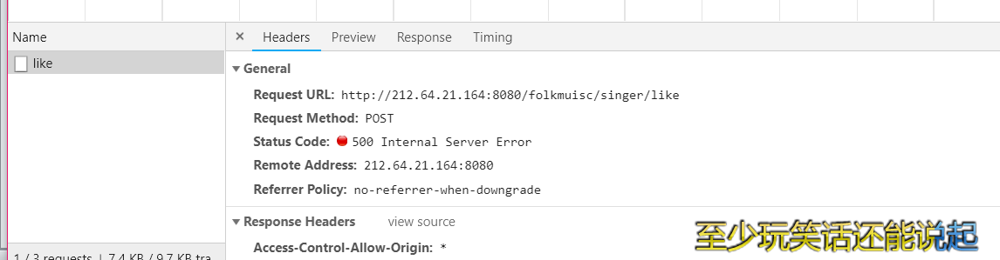 Name
× Headers Preview Response Timing
like
General
Request URL: http://212.64.21.164:8080/folkmuisc/singer/like
Request Method: POST
Status Code: 500 Internal Server Error
Remote Address: 212.64.21.164:8080
Referrer Policy: no-referrer-when-downgrade
Response Headers view source
Access-Control-Allow-Origin: *
1 / 3 requests | 7.4 KB / 9.7 KB tra
至少玩笑话还能说起